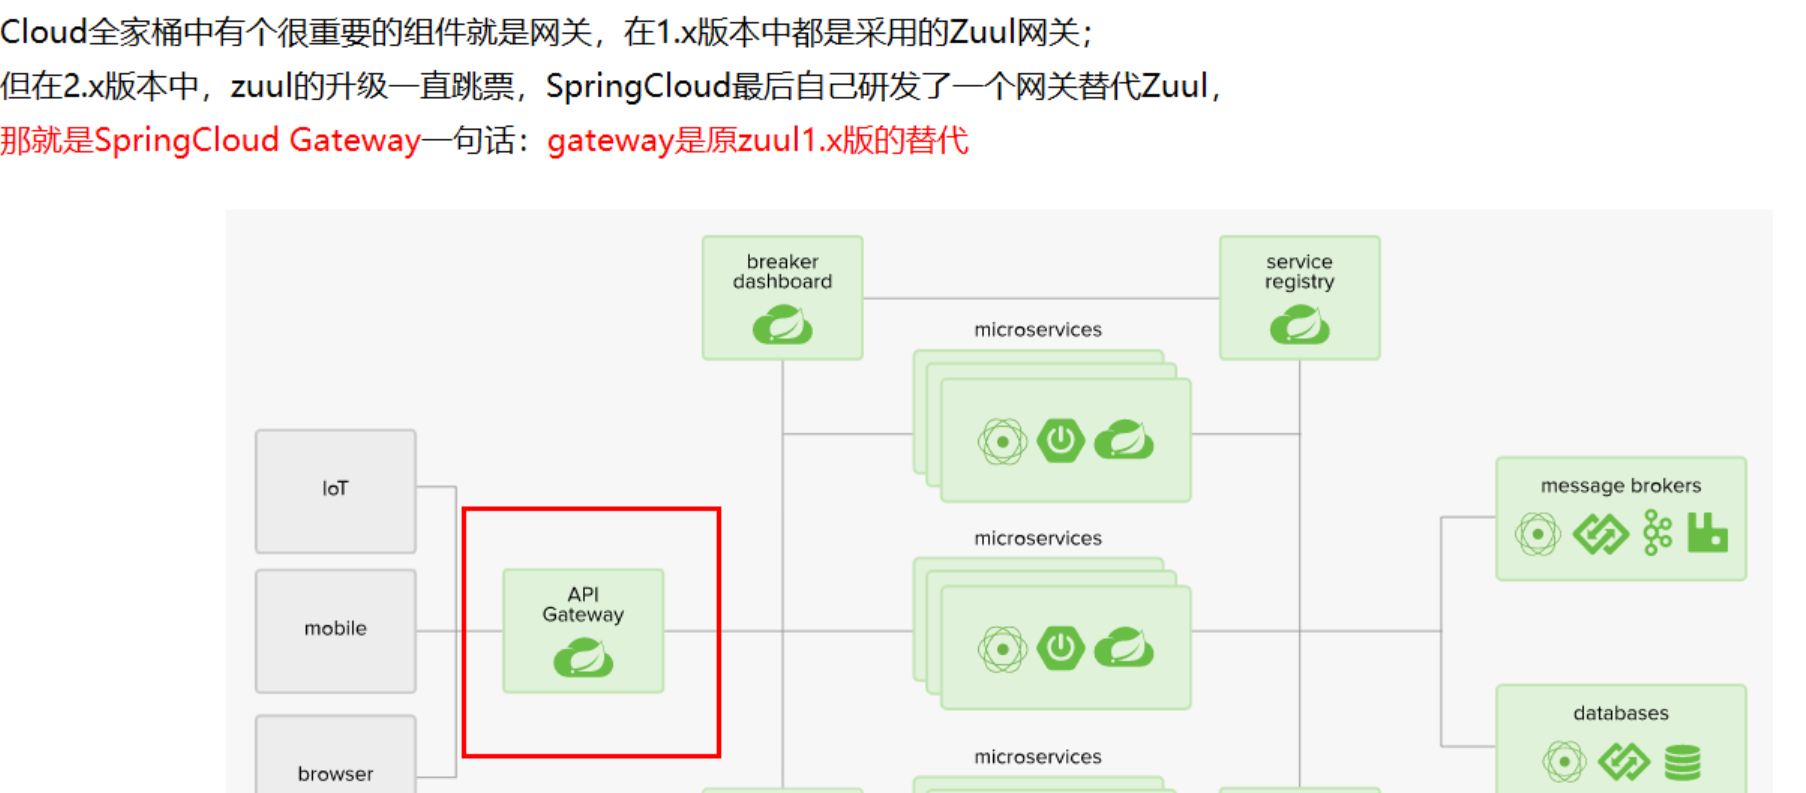 Cloud全家桶中有个很重要的组件就是网关，在1.x版本中都是采用的Zuul网关；
但在2.x版本中，zuul的升级一直跳票，SpringCloud最后自己研发了一个网关替代Zuul，
那就是SpringCloud Gateway一句话：gateway是原zuul1.x版的替代
breaker
dashboard
service
registry
microservices
IoT
message brokers
microservices
API
Gateway
mobile
databases
microservices
browser